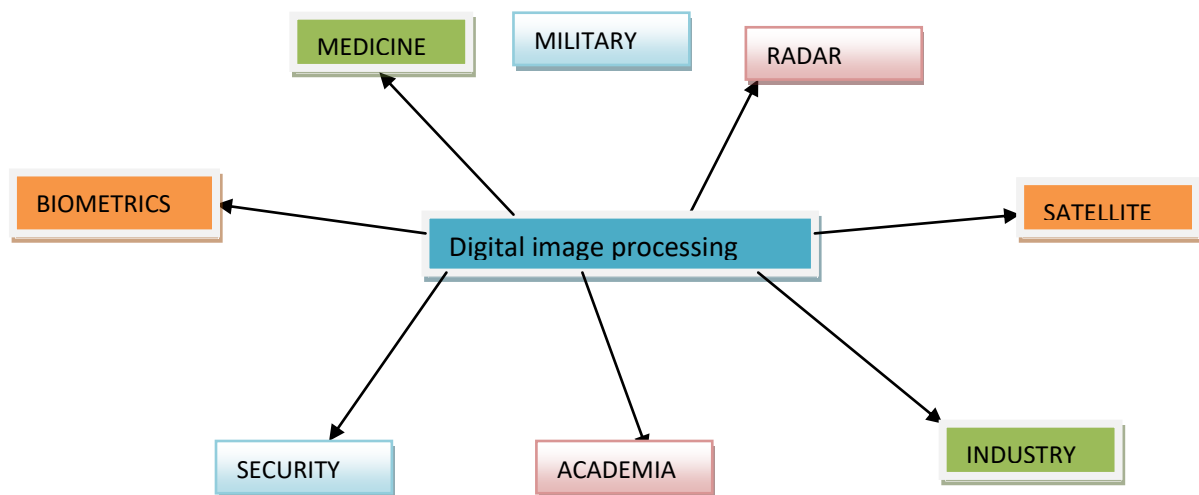 MEDICINE
MILITARY
RADAR
BIOMETRICS
SATELLITE
Digital image processing
SECURITY
ACADEMIA
INDUSTRY